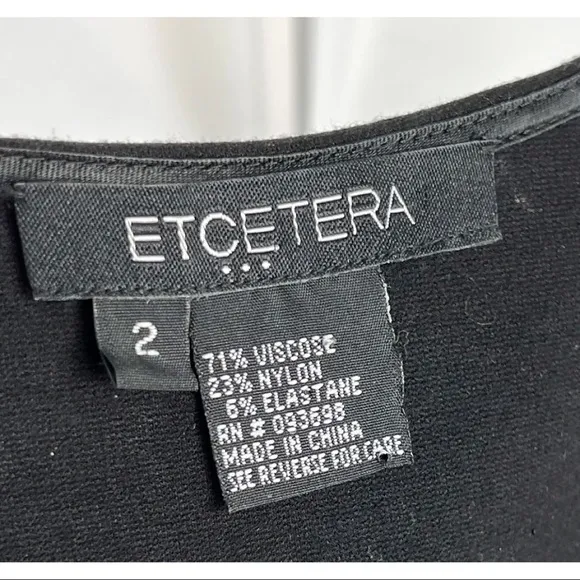 ETCETERA
2
71% VISCOSE
23% NYLON
6% ELASTANE
RN # 093698
MADE IN CHINA
SEE REVERSE FOR CARE